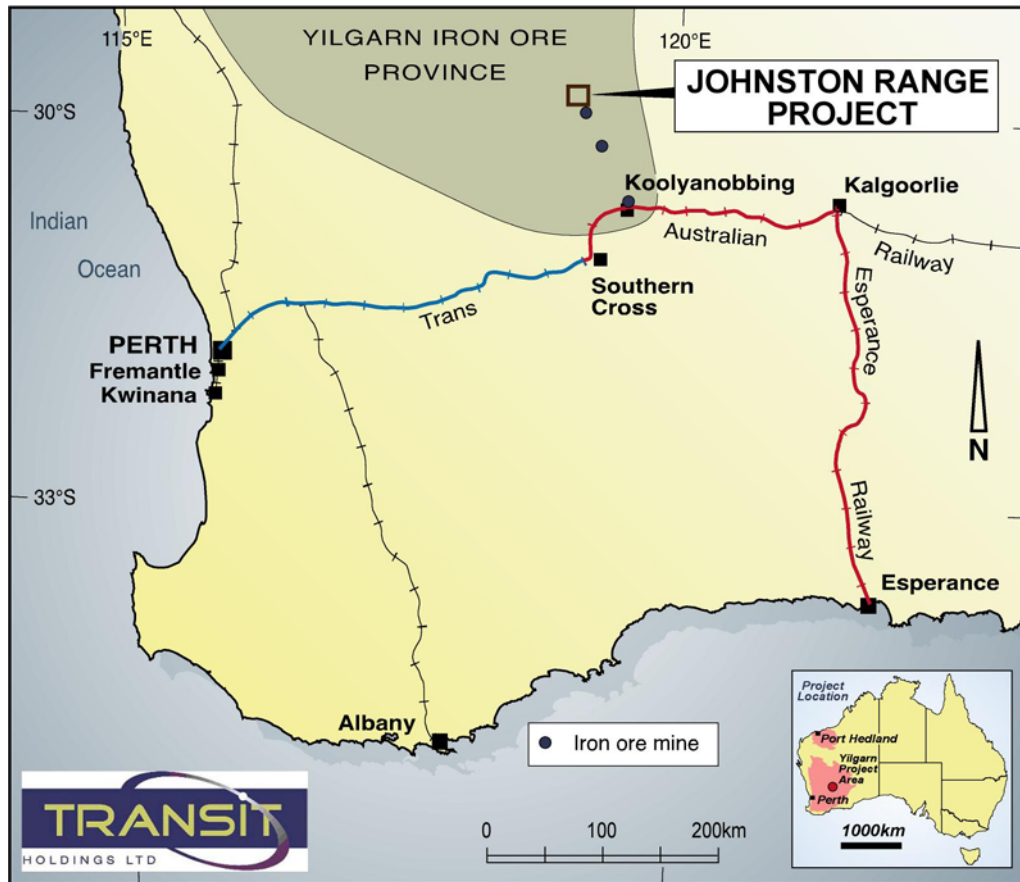 115°E
YILGARN IRON ORE
PROVINCE
120°E
JOHNSTON RANGE
PROJECT
30°S
Koolyanobbing
Kalgoorlie
Indian
Ocean
Australian
Railway
Southern
Cross
Trans
Esperance
PERTH
Fremantle
Kwinana
N
33°S
Railway
Esperance
Albany
Iron ore mine
Project
Location
Port Hedland
Yilgarn
Project
Area
Perth
1000km
TRANSIT
HOLDINGS LTD
0 100 200km